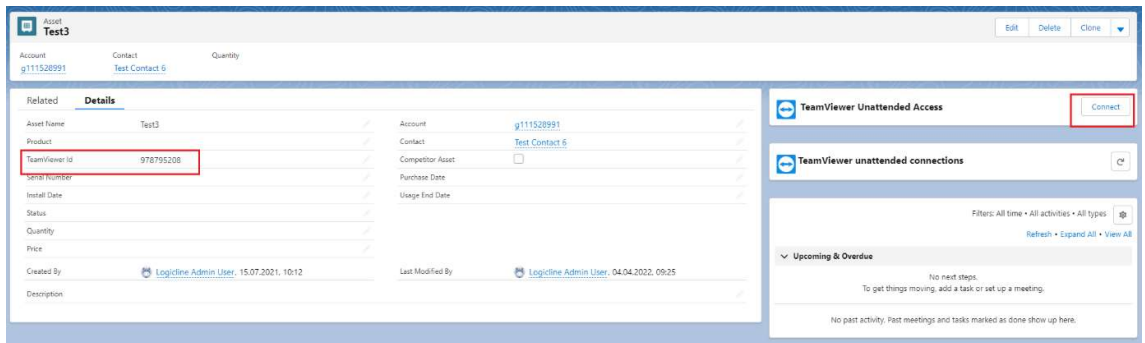 Asset
Test3
Edit Delete Clone
Account Contact Quantity
g111528991 Test Contact 6
Related Details
Asset Name Test3
Product
TeamViewer Id 978795208
Serial Number
Install Date
Status
Quantity
Price
Created By Logicline Admin User, 15.07.2021, 10:12
Description
Account g111528991
Contact Test Contact 6
Competitor Asset
Purchase Date
Usage End Date
Last Modified By Logicline Admin User, 04.04.2022, 09:25
TeamViewer Unattended Access Connect
TeamViewer unattended connections
Filters: All time • All activities • All types
Refresh • Expand All • View All
Upcoming & Overdue
No next steps.
To get things moving, add a task or set up a meeting.
No past activity. Past meetings and tasks marked as done show up here.